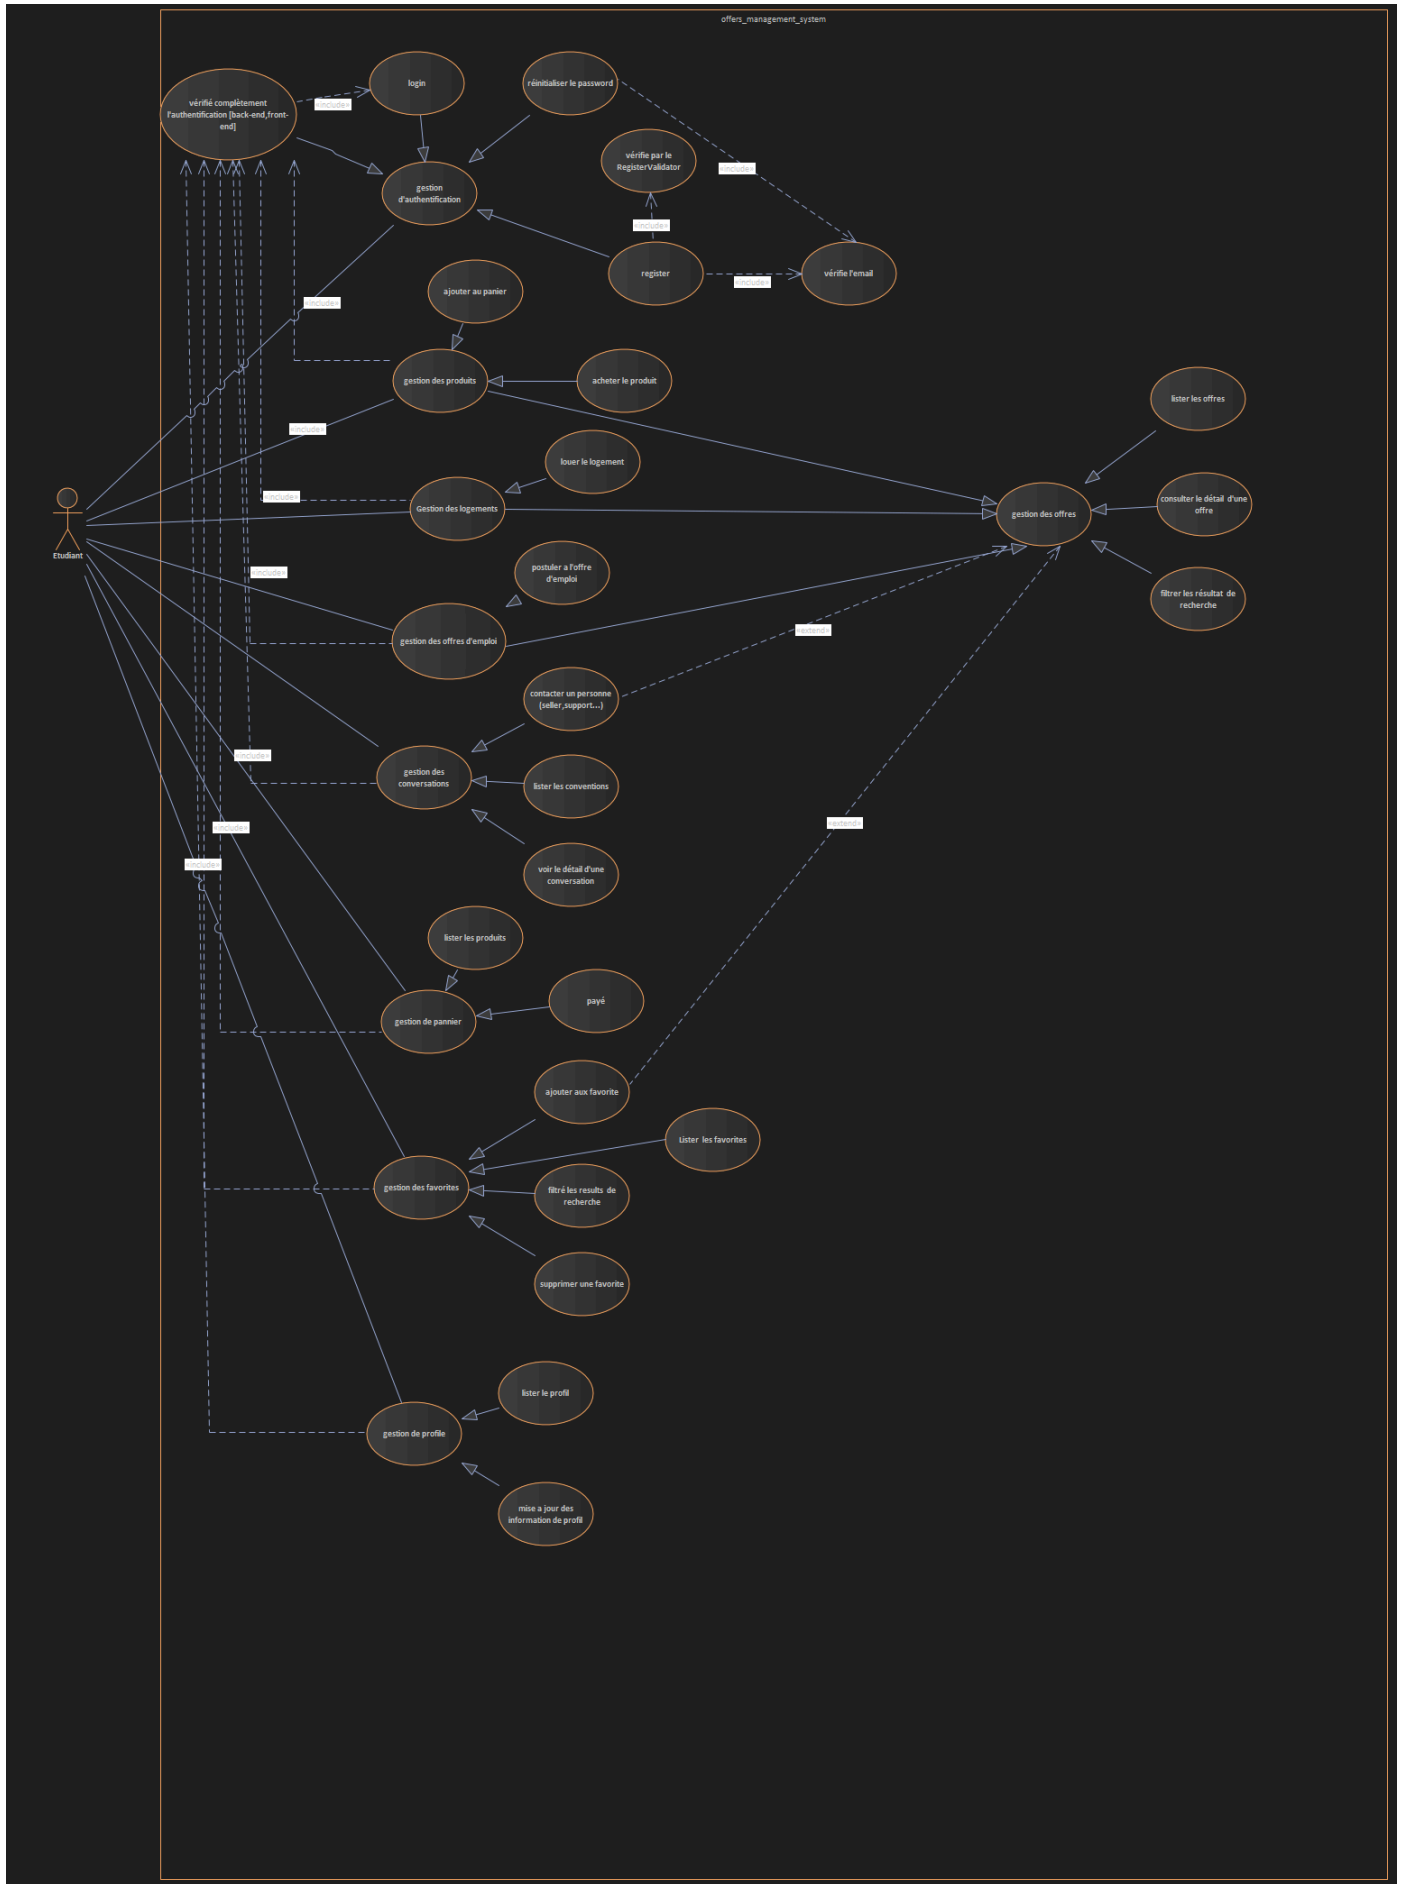 offers_management_system
login
réinitialiser le password
vérifié complètement
l'authentification [back-end,front-
end]
«include»
vérifie par le
RegisterValidator
«include»
gestion
d'authentification
«include»
register
vérifie l'email
«include»
ajouter au panier
«include»
gestion des produits
acheter le produit
lister les offres
«include»
louer le logement
«include»
Gestion des logements
consulter le détail d'une
offre
gestion des offres
Etudiant
postuler a l'offre
d'emploi
«include»
filtrer les résultat de
recherche
gestion des offres d'emploi
«extend»
contacter un personne
(seller,support...)
«include»
gestion des
conversations
lister les conventions
«include»
«extend»
«include»
voir le détail d'une
conversation
lister les produits
payé
gestion de pannier
ajouter aux favorite
Lister les favorites
gestion des favorites
filtré les results de
recherche
supprimer une favorite
lister le profil
gestion de profile
mise a jour des
information de profil